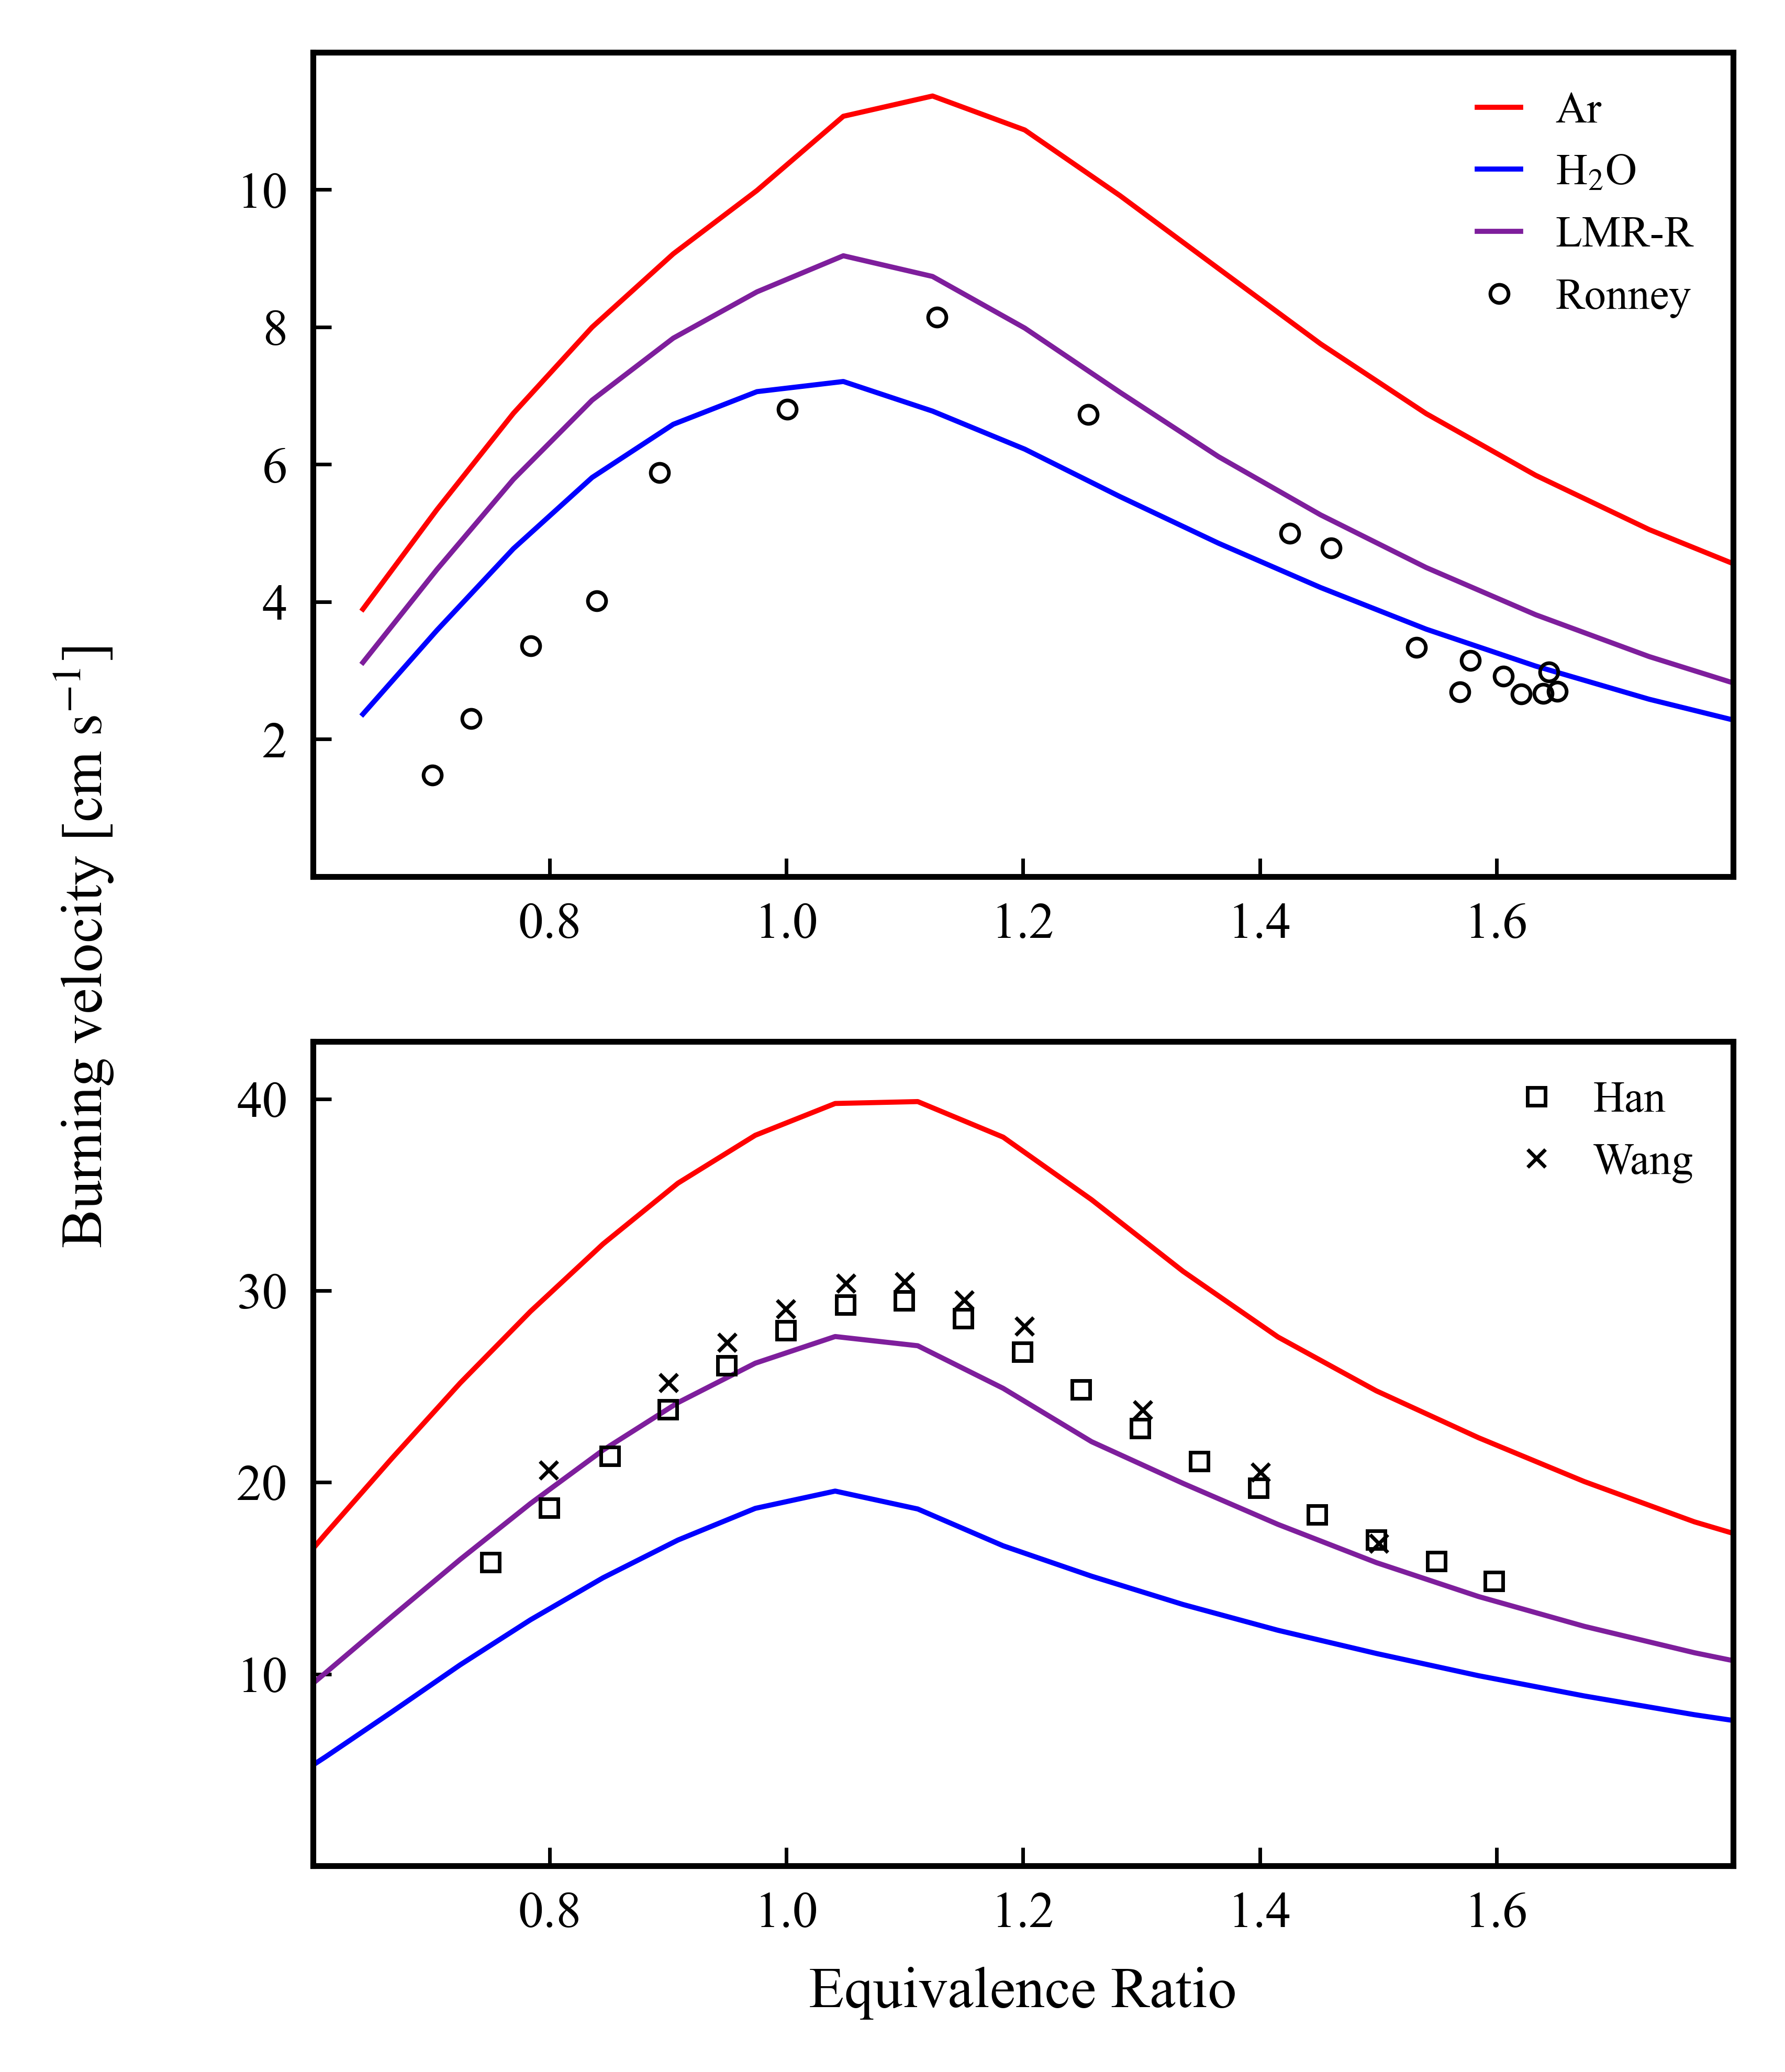 Burning velocity [cm s⁻¹]
10
8
6
4
2
0.8 1.0 1.2 1.4 1.6
Ar
H₂O
LMR-R
Ronney
40
30
20
10
0.8 1.0 1.2 1.4 1.6
Han
Wang
Equivalence Ratio